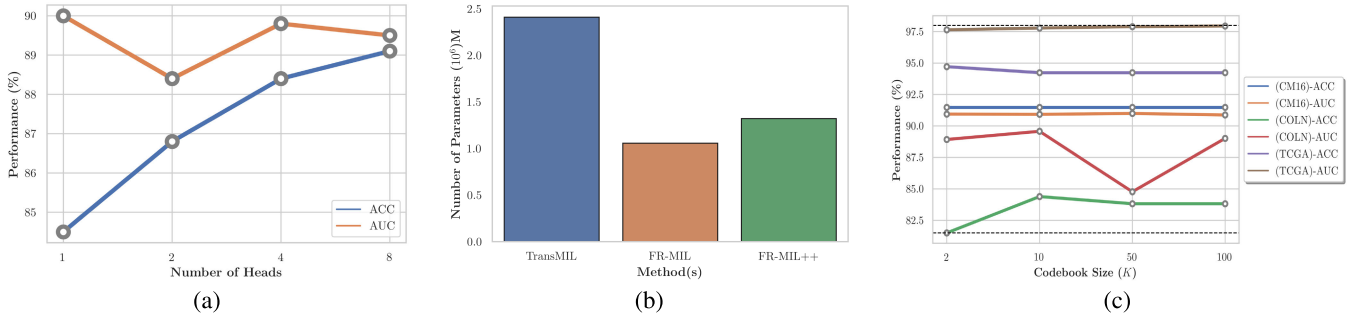 90
89
88
87
86
85
Performance (%)
1
2
4
8
Number of Heads
ACC
AUC
(a)
2.5
2.0
1.5
1.0
0.5
0.0
Number of Parameters (10⁶)M
TransMIL
FR-MIL
FR-MIL++
Method(s)
(b)
97.5
95.0
92.5
90.0
87.5
85.0
82.5
Performance (%)
2
10
50
100
Codebook Size (K)
(CM16)-ACC
(CM16)-AUC
(COLN)-ACC
(COLN)-AUC
(TCGA)-ACC
(TCGA)-AUC
(c)